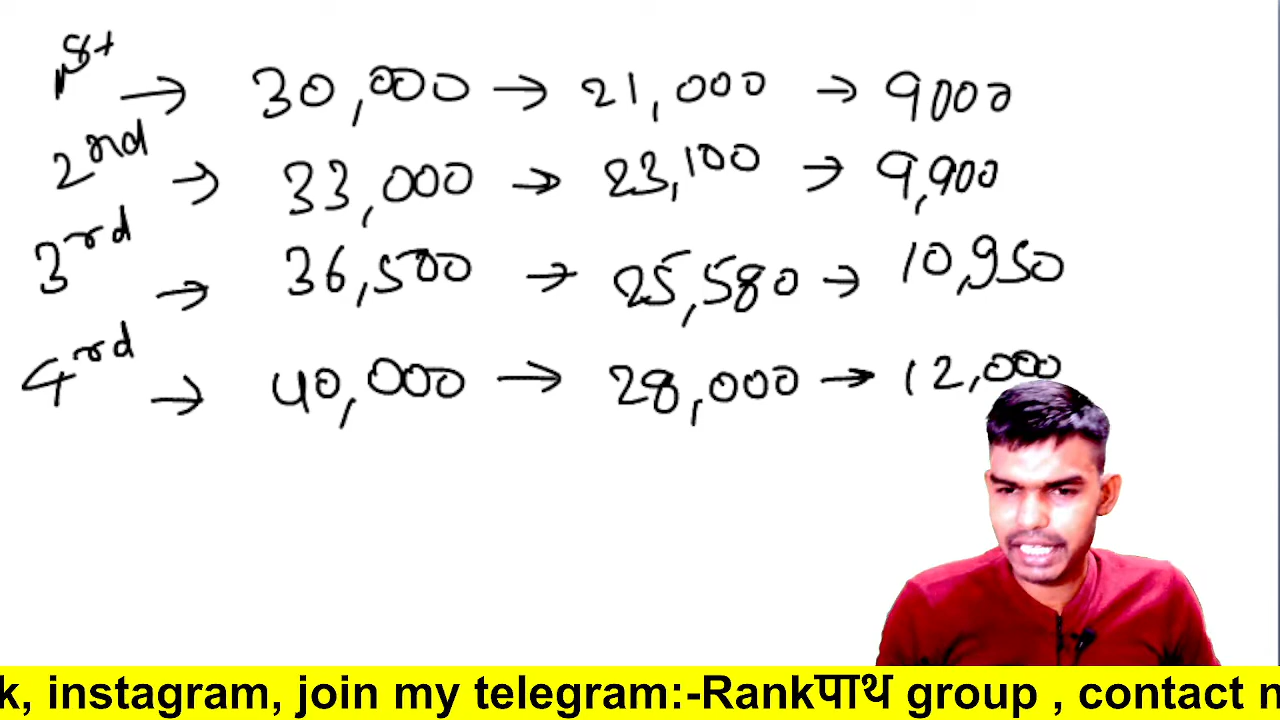 1st → 30,000 → 21,000 → 9000
2nd → 33,000 → 23,100 → 9,900
3rd → 36,500 → 25,580 → 10,950
4rd → 40,000 → 28,000 → 12,000
k, instagram, join my telegram:-Rankपाथ group , contact n